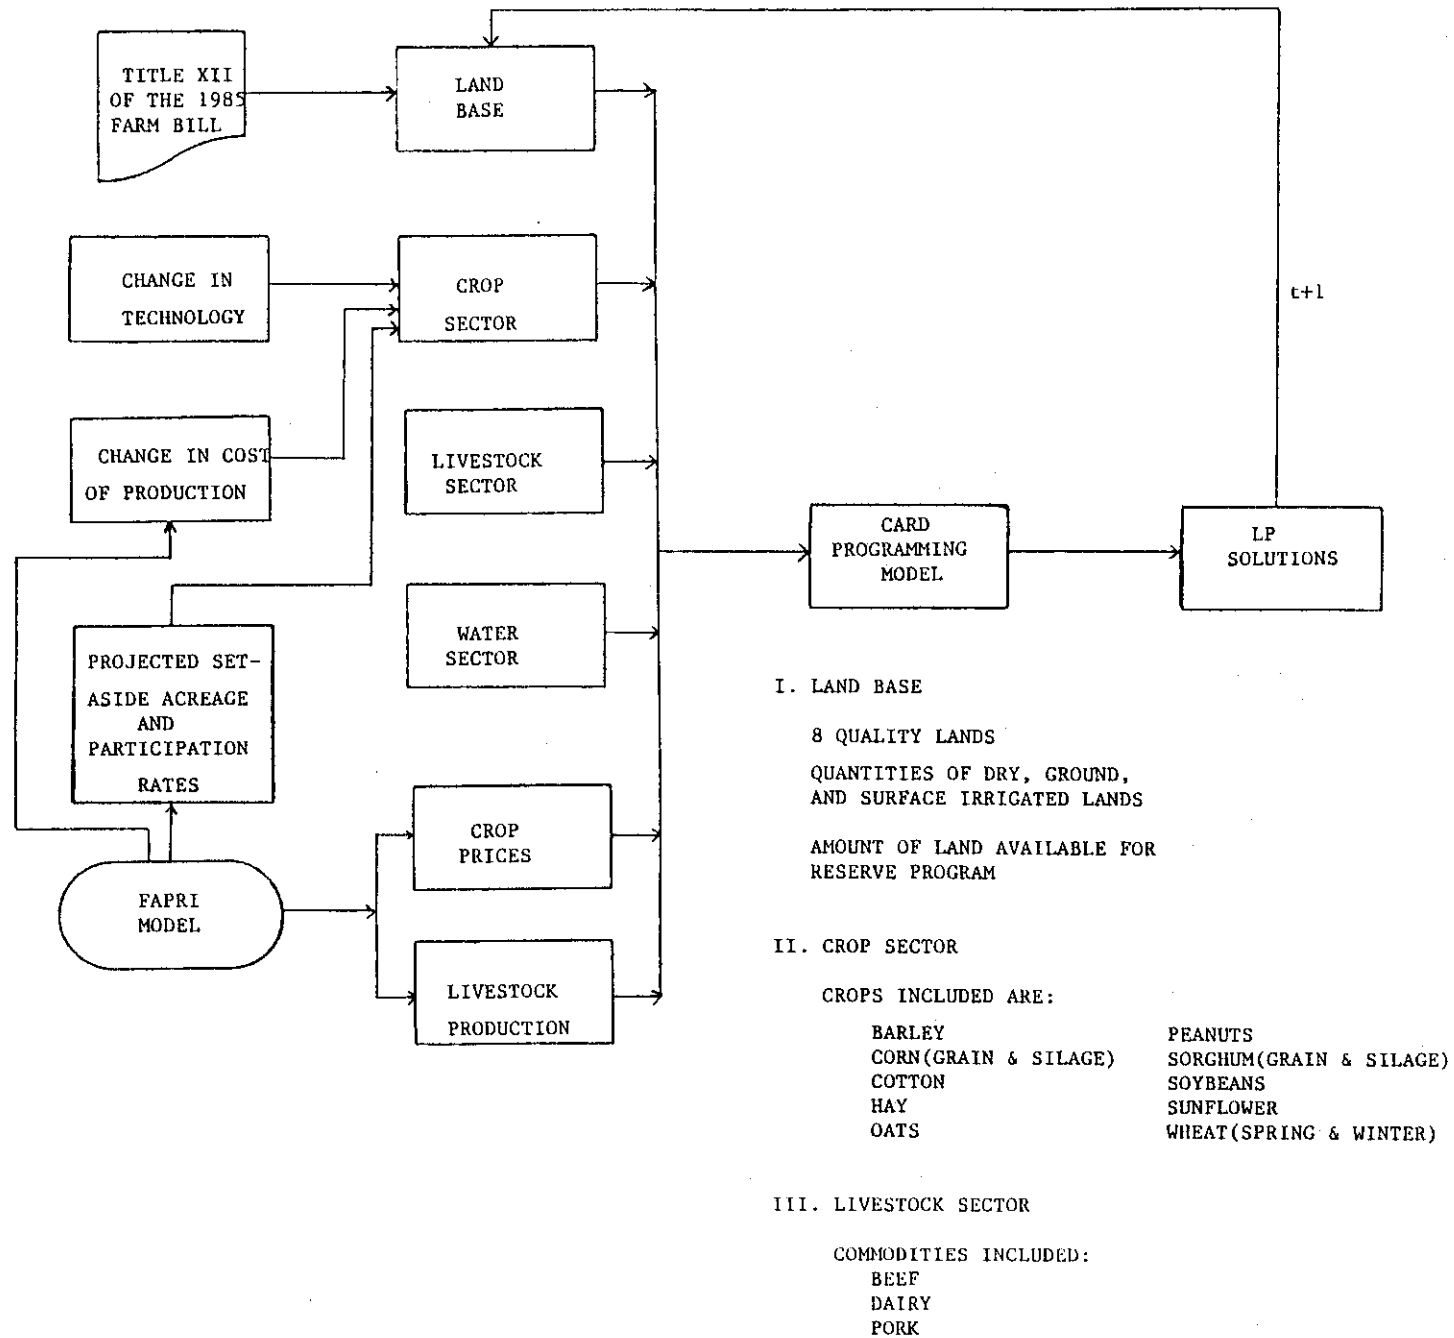 TITLE XII
OF THE 1985
FARM BILL
LAND
BASE
CHANGE IN
TECHNOLOGY
CROP
SECTOR
t+1
CHANGE IN COST
OF PRODUCTION
LIVESTOCK
SECTOR
CARD
PROGRAMMING
MODEL
LP
SOLUTIONS
PROJECTED SET-
ASIDE ACREAGE
AND
PARTICIPATION
RATES
WATER
SECTOR
CROP
PRICES
FAPRI
MODEL
LIVESTOCK
PRODUCTION
I. LAND BASE
8 QUALITY LANDS
QUANTITIES OF DRY, GROUND,
AND SURFACE IRRIGATED LANDS
AMOUNT OF LAND AVAILABLE FOR
RESERVE PROGRAM
II. CROP SECTOR
CROPS INCLUDED ARE:
BARLEY PEANUTS
CORN(GRAIN & SILAGE) SORGHUM(GRAIN & SILAGE)
COTTON SOYBEANS
HAY SUNFLOWER
OATS WHEAT(SPRING & WINTER)
III. LIVESTOCK SECTOR
COMMODITIES INCLUDED:
BEEF
DAIRY
PORK